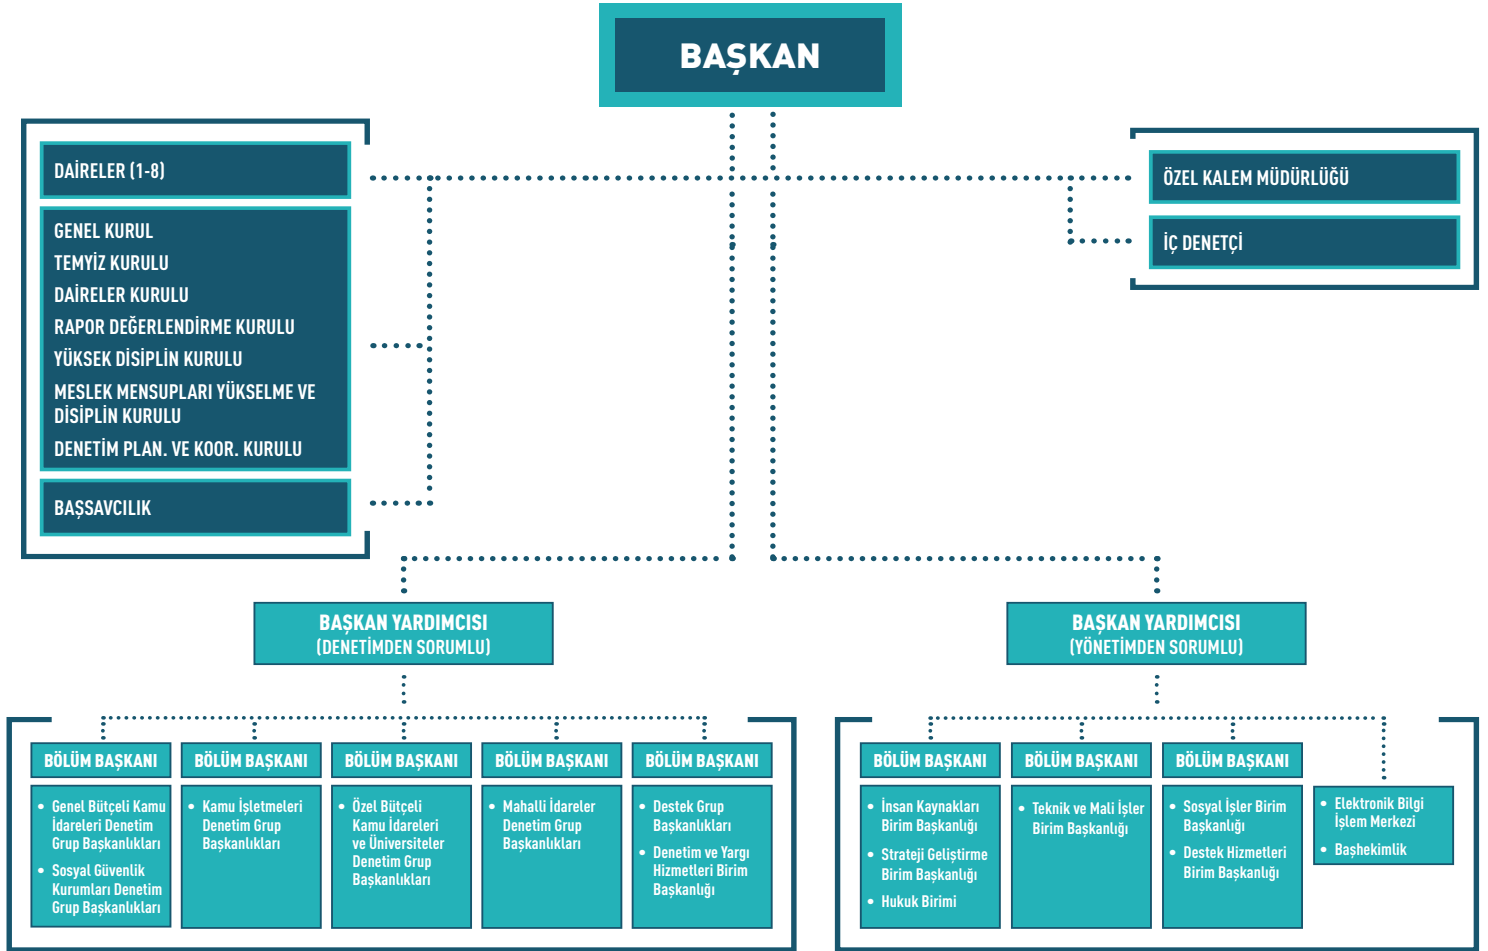 BAŞKAN
DAİRELER (1-8)
GENEL KURUL
TEMYİZ KURULU
DAİRELER KURULU
RAPOR DEĞERLENDİRME KURULU
YÜKSEK DİSİPLİN KURULU
MESLEK MENSUPLARI YÜKSELME VE
DİSİPLİN KURULU
DENETİM PLAN. VE KOOR. KURULU
BAŞSAVCILIK
ÖZEL KALEM MÜDÜRLÜĞÜ
İÇ DENETÇİ
BAŞKAN YARDIMCISI
(DENETİMDEN SORUMLU)
BAŞKAN YARDIMCISI
(YÖNETİMDEN SORUMLU)
BÖLÜM BAŞKANI
• Genel Bütçeli Kamu
İdareleri Denetim
Grup Başkanlıkları
• Sosyal Güvenlik
Kurumları Denetim
Grup Başkanlıkları
BÖLÜM BAŞKANI
• Kamu İşletmeleri
Denetim Grup
Başkanlıkları
BÖLÜM BAŞKANI
• Özel Bütçeli
Kamu İdareleri
ve Üniversiteler
Denetim Grup
Başkanlıkları
BÖLÜM BAŞKANI
• Mahalli İdareler
Denetim Grup
Başkanlıkları
BÖLÜM BAŞKANI
• Destek Grup
Başkanlıkları
• Denetim ve Yargı
Hizmetleri Birim
Başkanlığı
BÖLÜM BAŞKANI
• İnsan Kaynakları
Birim Başkanlığı
• Strateji Geliştirme
Birim Başkanlığı
• Hukuk Birimi
BÖLÜM BAŞKANI
• Teknik ve Mali İşler
Birim Başkanlığı
BÖLÜM BAŞKANI
• Sosyal İşler Birim
Başkanlığı
• Destek Hizmetleri
Birim Başkanlığı
• Elektronik Bilgi
İşlem Merkezi
• Başhekimlik